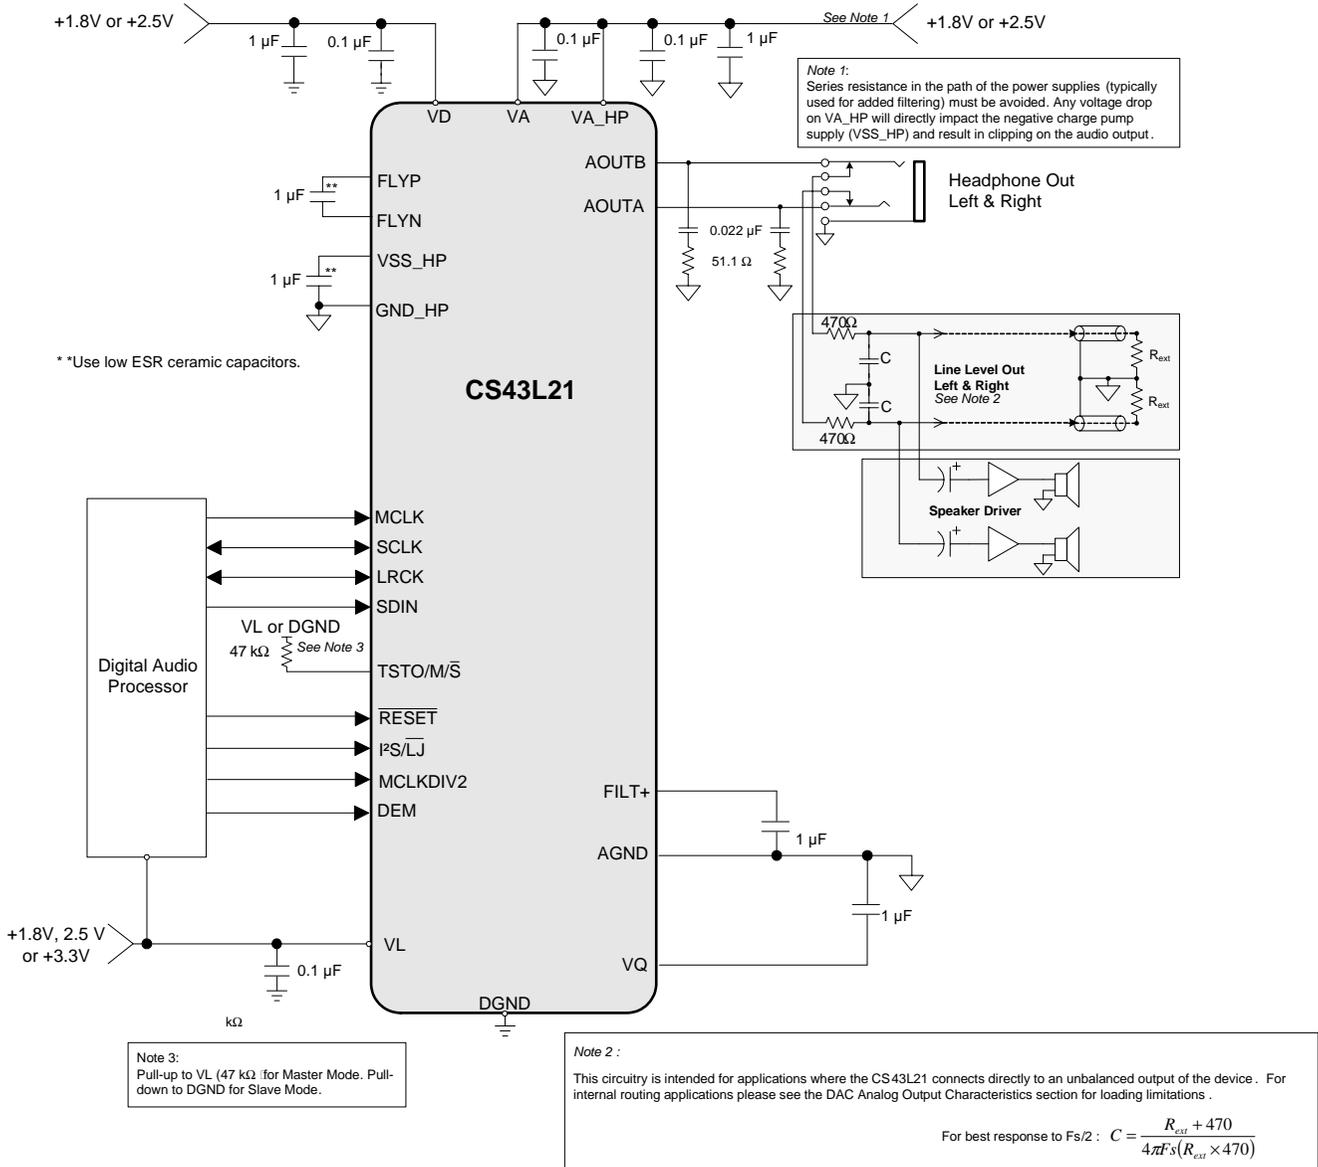 +1.8V or +2.5V
1 µF
0.1 µF
0.1 µF
0.1 µF
1 µF
See Note 1
+1.8V or +2.5V
Note 1:
Series resistance in the path of the power supplies (typically
used for added filtering) must be avoided. Any voltage drop
on VA_HP will directly impact the negative charge pump
supply (VSS_HP) and result in clipping on the audio output.
VD
VA
VA_HP
AOUTB
AOUTA
Headphone Out
Left & Right
0.022 µF
51.1 Ω
FLYP
1 µF
**
FLYN
VSS_HP
1 µF
**
GND_HP
* *Use low ESR ceramic capacitors.
CS43L21
470Ω
C
C
470Ω
Line Level Out
Left & Right
See Note 2
Rext
Rext
+
Speaker Driver
+
MCLK
SCLK
LRCK
SDIN
VL or DGND
47 kΩ
See Note 3
TSTO/M/S̅
Digital Audio
Processor
R̅E̅S̅E̅T̅
I²S/L̅J̅
MCLKDIV2
DEM
FILT+
1 µF
AGND
1 µF
VQ
+1.8V, 2.5 V
or +3.3V
VL
0.1 µF
DGND
kΩ
Note 3:
Pull-up to VL (47 kΩ for Master Mode. Pull-
down to DGND for Slave Mode.
Note 2 :
This circuitry is intended for applications where the CS43L21 connects directly to an unbalanced output of the device. For
internal routing applications please see the DAC Analog Output Characteristics section for loading limitations.
For best response to Fs/2 : C = (Rext + 470) / (4πFs(Rext × 470))